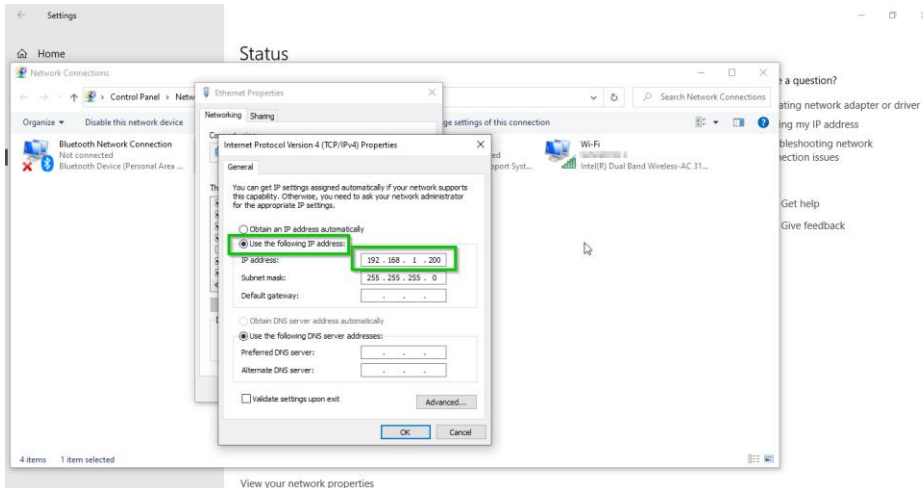 Settings
Home
Status
Network Connections
Control Panel
Netw
Search Network Connections
Organize
Disable this network device
ge settings of this connection
Bluetooth Network Connection
Not connected
Bluetooth Device (Personal Area ...
ed
pport Syst...
Wi-Fi
Intel(R) Dual Band Wireless-AC 31...
Ethernet Properties
Networking Sharing
Internet Protocol Version 4 (TCP/IPv4) Properties
General
You can get IP settings assigned automatically if your network supports
this capability. Otherwise, you need to ask your network administrator
for the appropriate IP settings.
Obtain an IP address automatically
Use the following IP address:
IP address: 192 . 168 . 1 . 200
Subnet mask: 255 . 255 . 255 . 0
Default gateway: . . .
Obtain DNS server address automatically
Use the following DNS server addresses:
Preferred DNS server: . . .
Alternate DNS server: . . .
Validate settings upon exit
Advanced...
OK Cancel
e a question?
ating network adapter or driver
ing my IP address
bleshooting network
nection issues
Get help
Give feedback
4 items 1 item selected
View your network properties